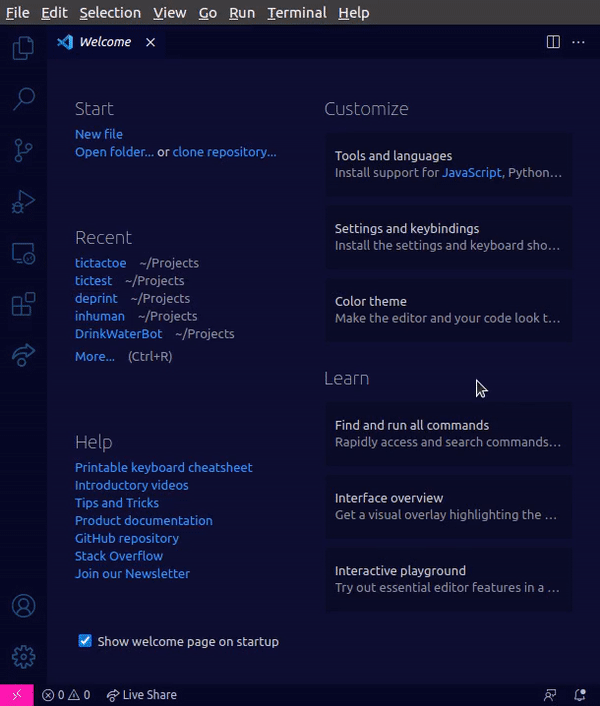 File Edit Selection View Go Run Terminal Help
Welcome
Start
New file
Open folder... or clone repository...
Recent
tictactoe ~/Projects
tictest ~/Projects
deprint ~/Projects
inhuman ~/Projects
DrinkWaterBot ~/Projects
More... (Ctrl+R)
Help
Printable keyboard cheatsheet
Introductory videos
Tips and Tricks
Product documentation
GitHub repository
Stack Overflow
Join our Newsletter
Show welcome page on startup
Customize
Tools and languages
Install support for JavaScript, Python...
Settings and keybindings
Install the settings and keyboard sho...
Color theme
Make the editor and your code look t...
Learn
Find and run all commands
Rapidly access and search commands...
Interface overview
Get a visual overlay highlighting the ...
Interactive playground
Try out essential editor features in a ...
0 0 Live Share